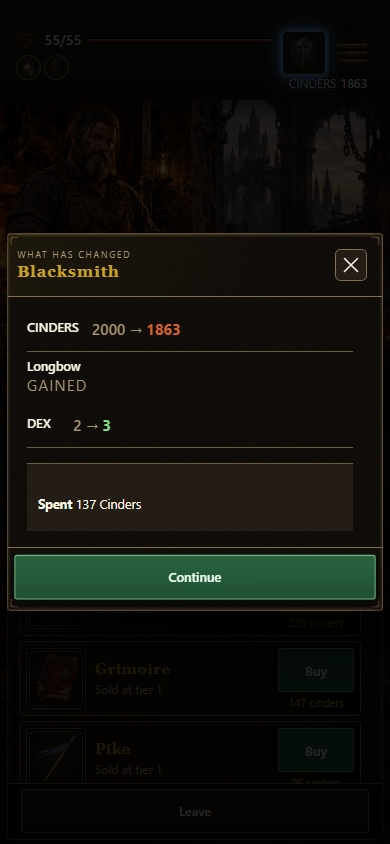 55/55
CINDERS 1863
WHAT HAS CHANGED
Blacksmith
CINDERS 2000 → 1863
Longbow
GAINED
DEX 2 → 3
Spent 137 Cinders
Continue
220 cinders
Grimoire
Sold at tier 1
Buy
147 cinders
Pike
Sold at tier 1
Buy
Leave